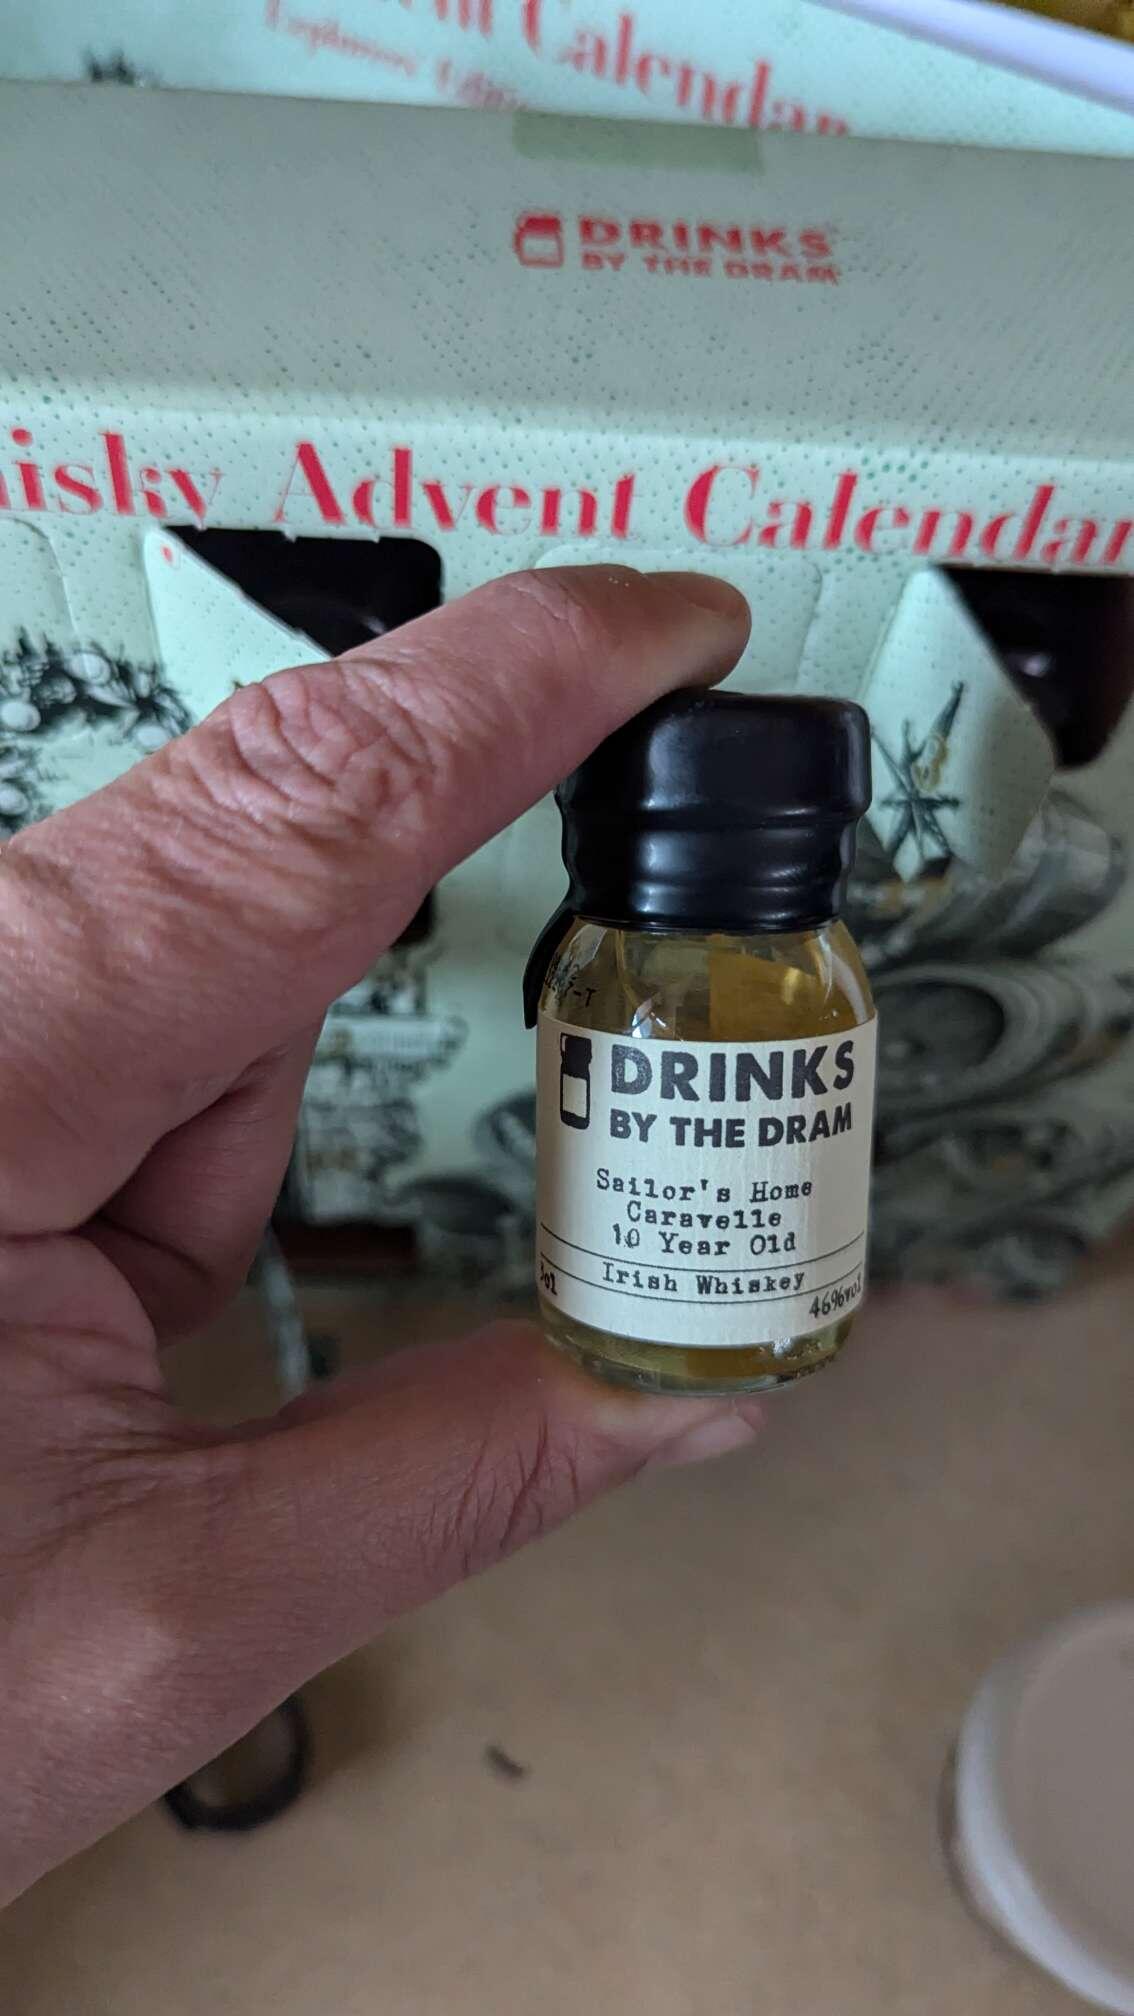 Calendar
DRINKS
BY THE DRAM
isky Advent Calendar
DRINKS
BY THE DRAM
Sailor's Home
Caravelle
10 Year Old
Irish Whiskey
46%vol